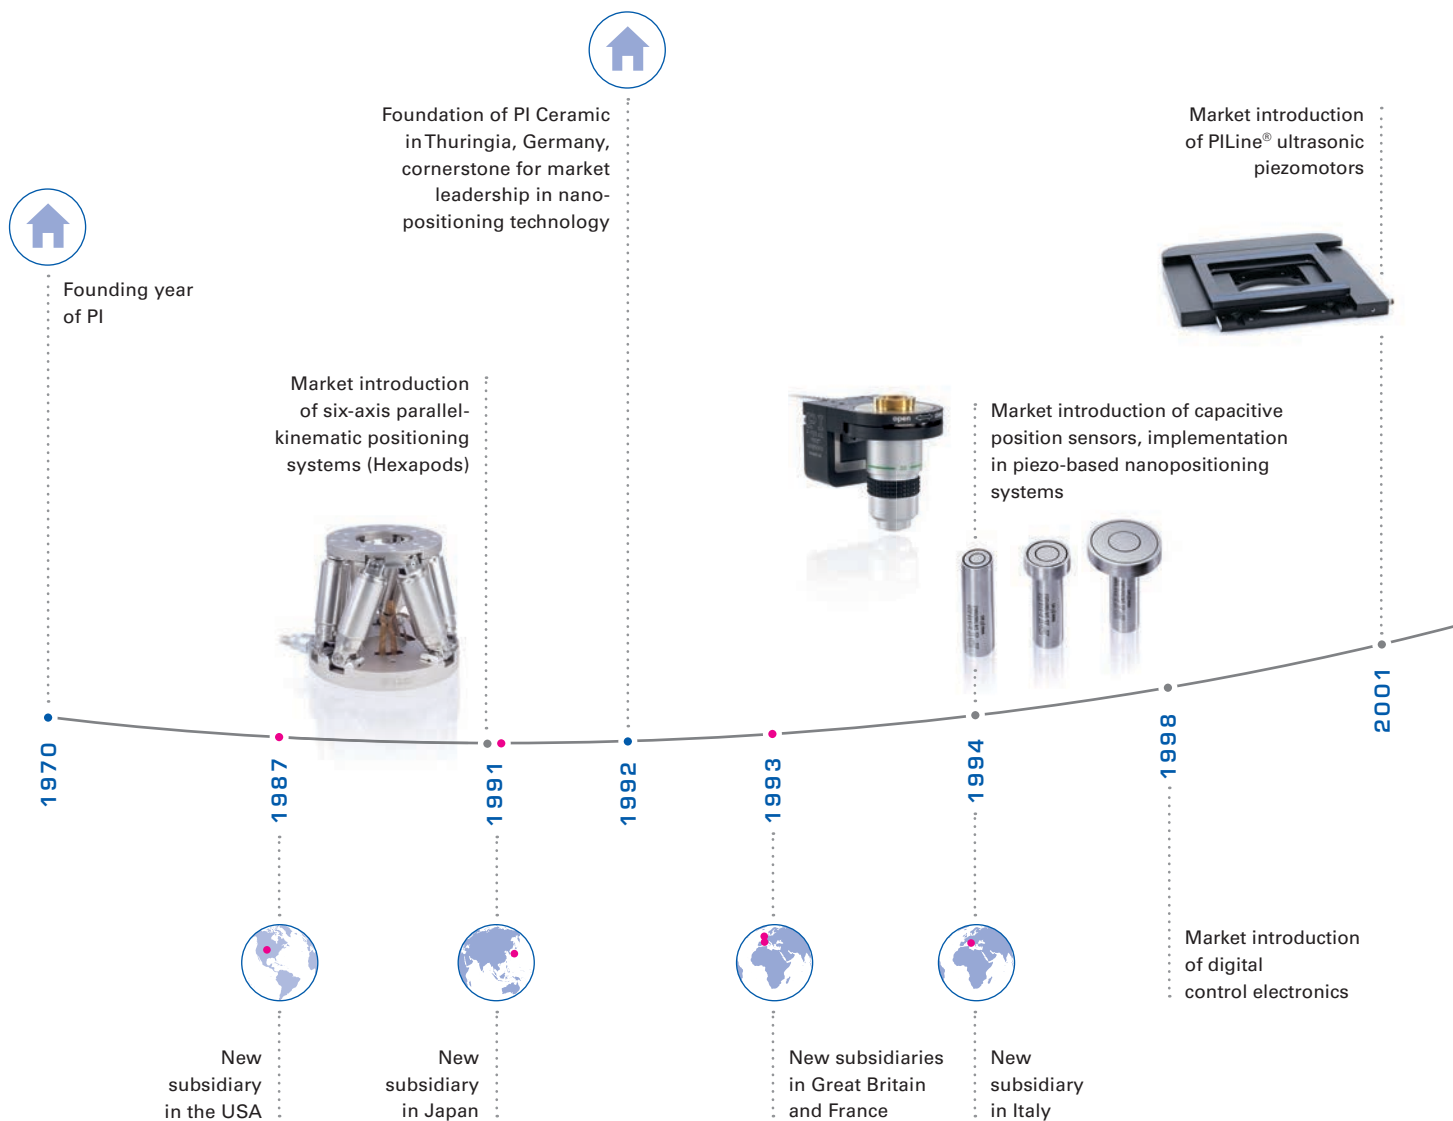 Foundation of PI Ceramic
in Thuringia, Germany,
cornerstone for market
leadership in nano-
positioning technology
Market introduction
of PILine® ultrasonic
piezomotors
Founding year
of PI
Market introduction
of six-axis parallel-
kinematic positioning
systems (Hexapods)
Market introduction of capacitive
position sensors, implementation
in piezo-based nanopositioning
systems
open
1970
1987
1991
1992
1993
1994
1998
2001
New
subsidiary
in the USA
New
subsidiary
in Japan
New subsidiaries
in Great Britain
and France
New
subsidiary
in Italy
Market introduction
of digital
control electronics